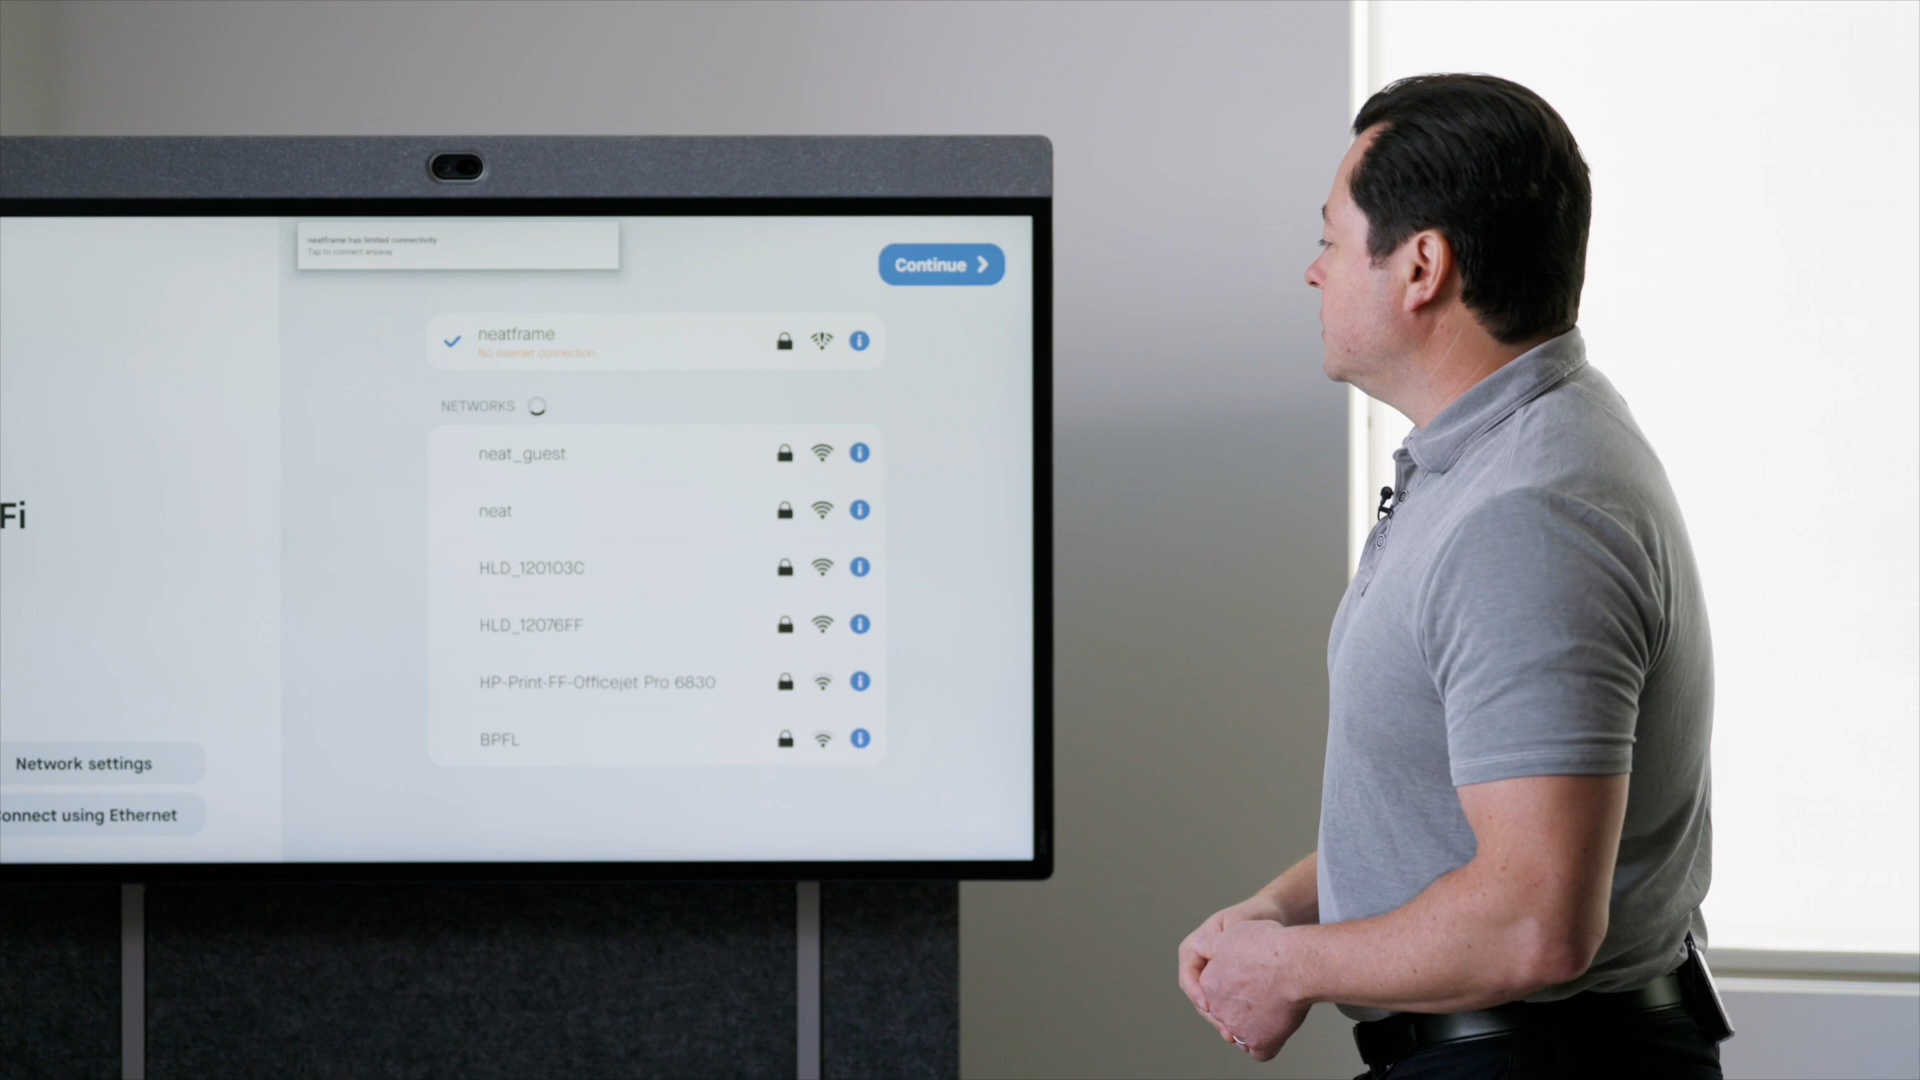 neatframe has limited connectivity
Tap to connect anyway
Continue
neatframe
No internet connection
NETWORKS
neat_guest
neat
HLD_120103C
HLD_12076FF
HP-Print-FF-Officejet Pro 6830
BPFL
Fi
Network settings
onnect using Ethernet